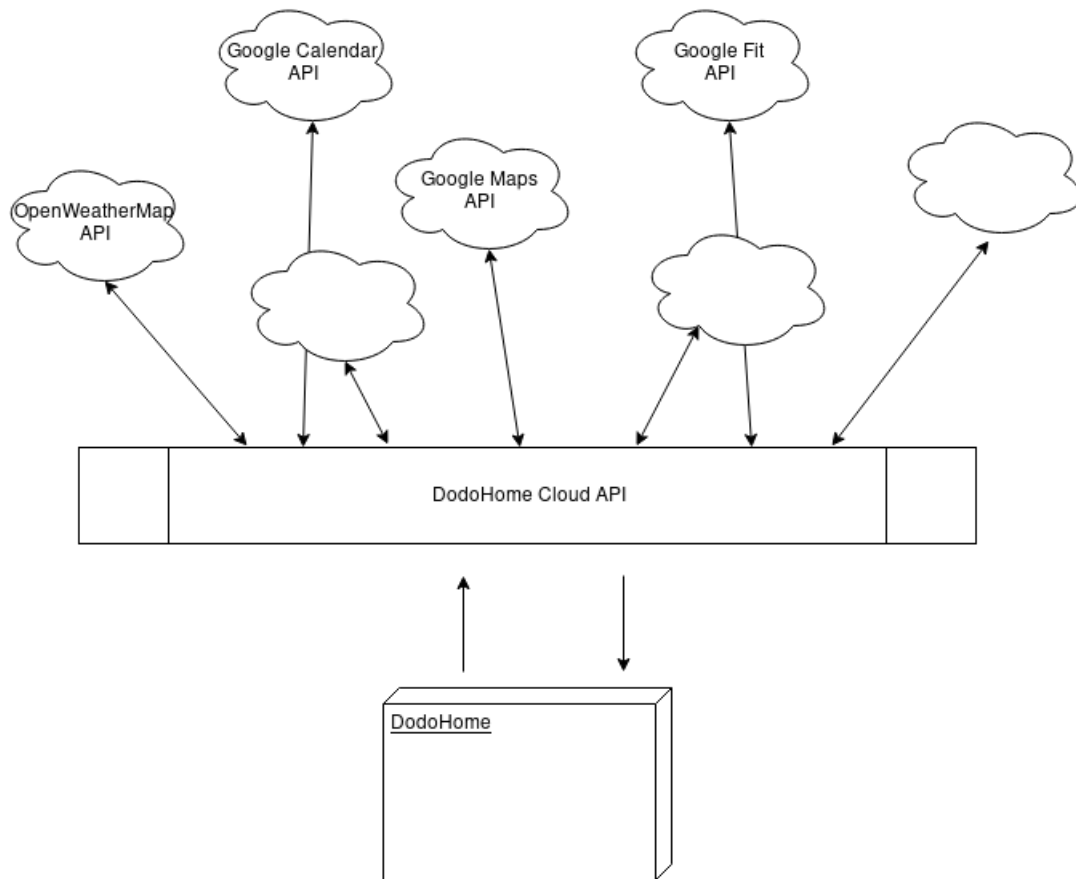 Google Calendar
API
Google Fit
API
Google Maps
API
OpenWeatherMap
API
DodoHome Cloud API
DodoHome